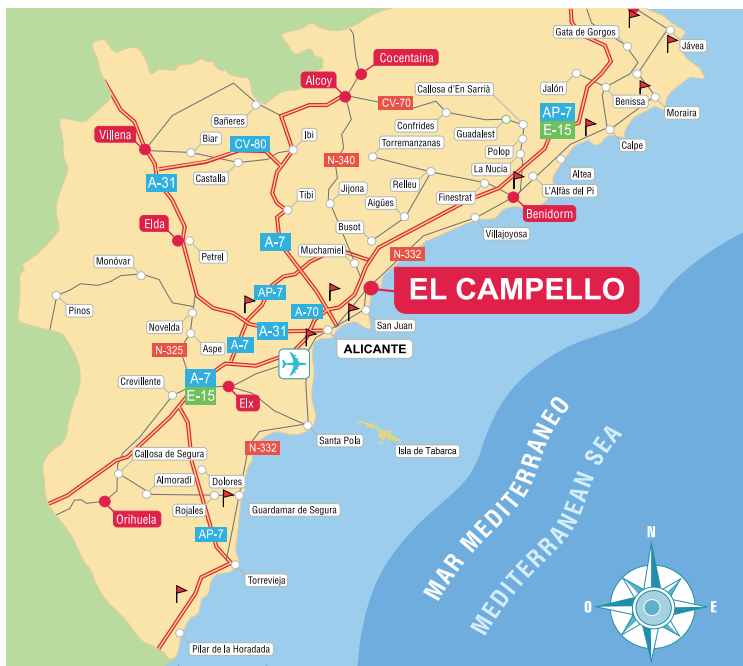 Gata de Gorgos
Jávea
Cocentaina
Alcoy
Callosa d'En Sarrià
Jalón
Benissa
CV-70
AP-7
E-15
Moraira
Bañeres
Confrides
Guadalest
Villena
Biar
CV-80
Ibi
N-340
Torremanzanas
Polop
Calpe
Castalla
La Nucia
Altea
A-31
Tibi
Jijona
Relleu
Finestrat
L'Alfàs del Pi
Aigües
Benidorm
Elda
Busot
Villajoyosa
Petrel
A-7
Muchamiel
N-332
Monóvar
AP-7
EL CAMPELLO
Pinos
A-70
Novelda
A-31
San Juan
Aspe
A-7
N-325
ALICANTE
A-7
E-15
Crevillente
Elx
Santa Pola
N-332
Isla de Tabarca
Callosa de Segura
Almoradí
Dolores
Rojales
Guardamar de Segura
Orihuela
AP-7
Torrevieja
Pilar de la Horadada
MAR MEDITERRANEO
MEDITERRANEAN SEA
N
O
E
S